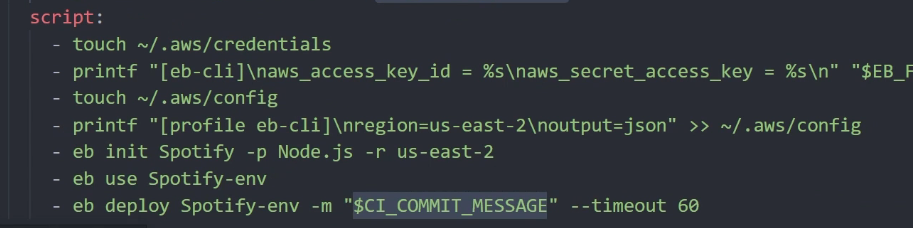 script:
- touch ~/.aws/credentials
- printf "[eb-cli]\naws_access_key_id = %s\naws_secret_access_key = %s\n" "$EB_F
- touch ~/.aws/config
- printf "[profile eb-cli]\nregion=us-east-2\noutput=json" >> ~/.aws/config
- eb init Spotify -p Node.js -r us-east-2
- eb use Spotify-env
- eb deploy Spotify-env -m "$CI_COMMIT_MESSAGE" --timeout 60